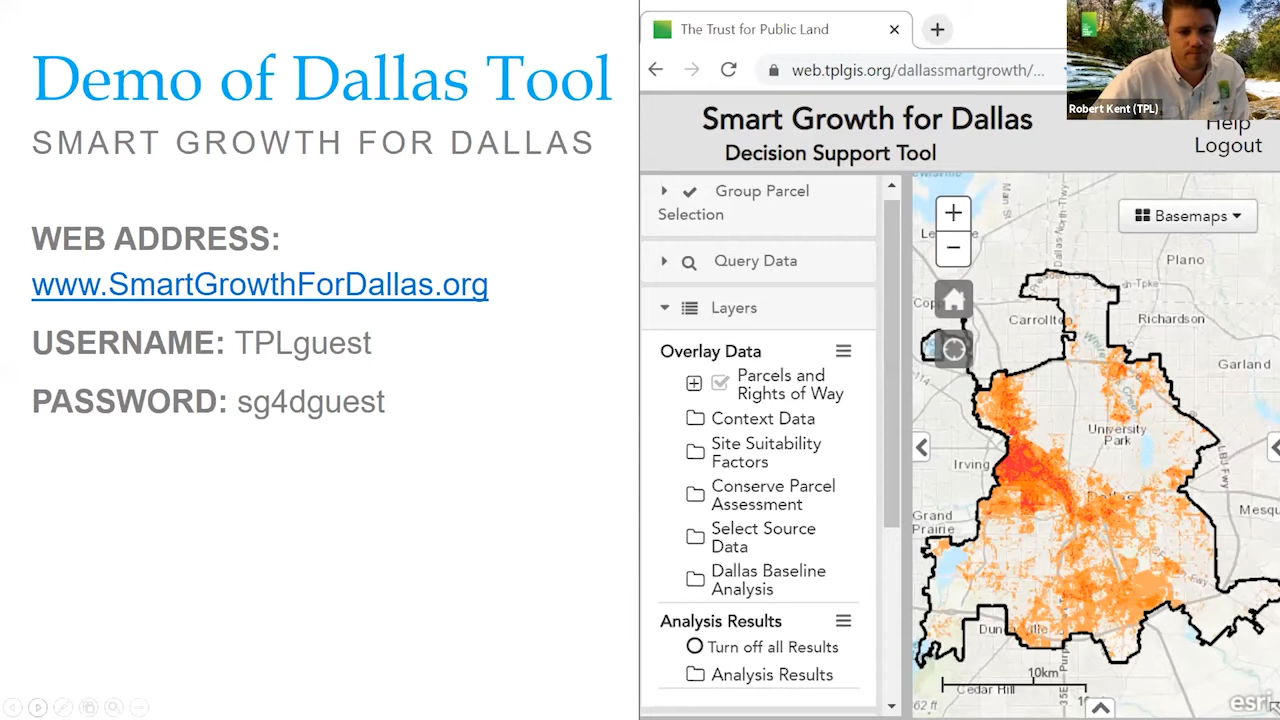 Demo of Dallas Tool
SMART GROWTH FOR DALLAS
WEB ADDRESS:
www.SmartGrowthForDallas.org
USERNAME: TPLguest
PASSWORD: sg4dguest
The Trust for Public Land
web.tplgis.org/dallassmartgrowth/...
Robert Kent (TPL)
Smart Growth for Dallas
Decision Support Tool
Help
Logout
Group Parcel
Selection
Query Data
Layers
Overlay Data
Parcels and
Rights of Way
Context Data
Site Suitability
Factors
Conserve Parcel
Assessment
Select Source
Data
Dallas Baseline
Analysis
Analysis Results
Turn off all Results
Analysis Results
Basemaps
Plano
Carrollton
Richardson
Garland
University
Park
Irving
Dallas
Grand
Prairie
Mesqu
LBJ Fwy
10km
Cedar Hill
esri